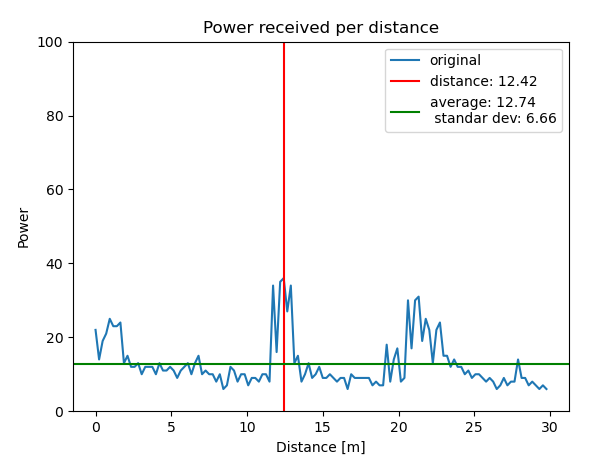 Power received per distance
original
distance: 12.42
average: 12.74
standar dev: 6.66
100
80
60
40
20
0
Power
0 5 10 15 20 25 30
Distance [m]